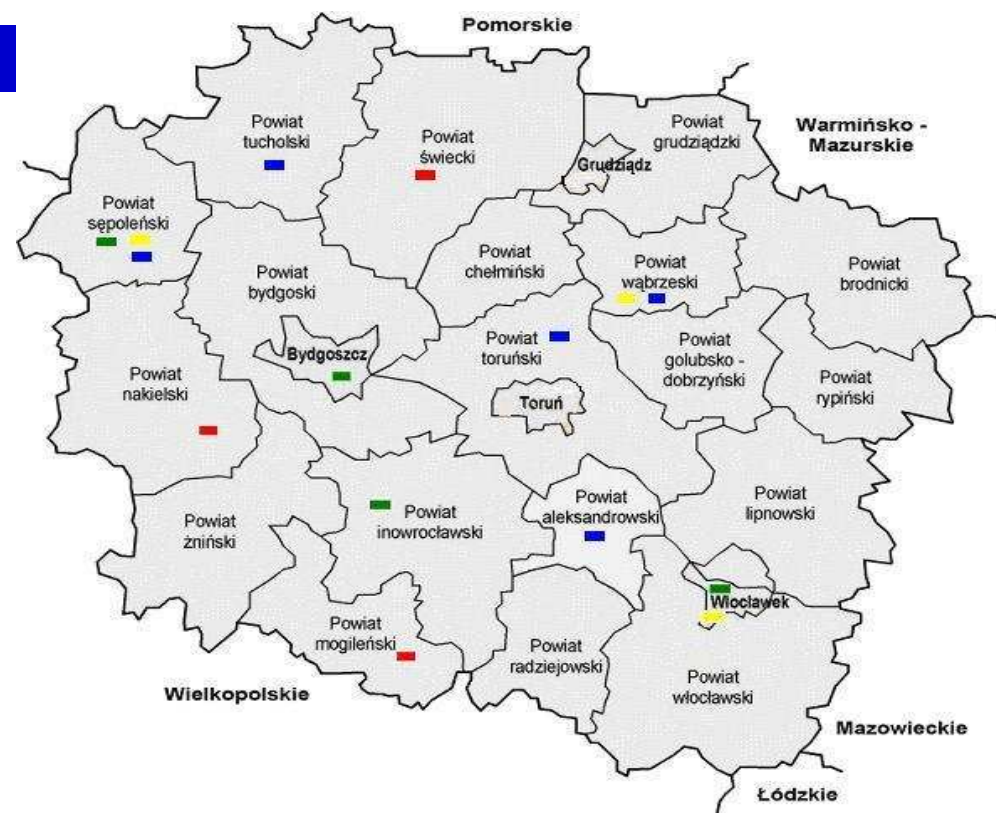 Pomorskie
Powiat
tucholski
Powiat
świecki
Powiat
grudziądzki
Grudziądz
Warmińsko -
Mazurskie
Powiat
sępoleński
Powiat
bydgoski
Powiat
chełmiński
Powiat
wąbrzeski
Powiat
brodnicki
Bydgoszcz
Powiat
toruński
Powiat
golubsko -
dobrzyński
Powiat
rypiński
Powiat
nakielski
Toruń
Powiat
żniński
Powiat
inowrocławski
Powiat
aleksandrowski
Powiat
lipnowski
Włocławek
Powiat
mogileński
Powiat
radziejowski
Powiat
włocławski
Wielkopolskie
Mazowieckie
Łódzkie